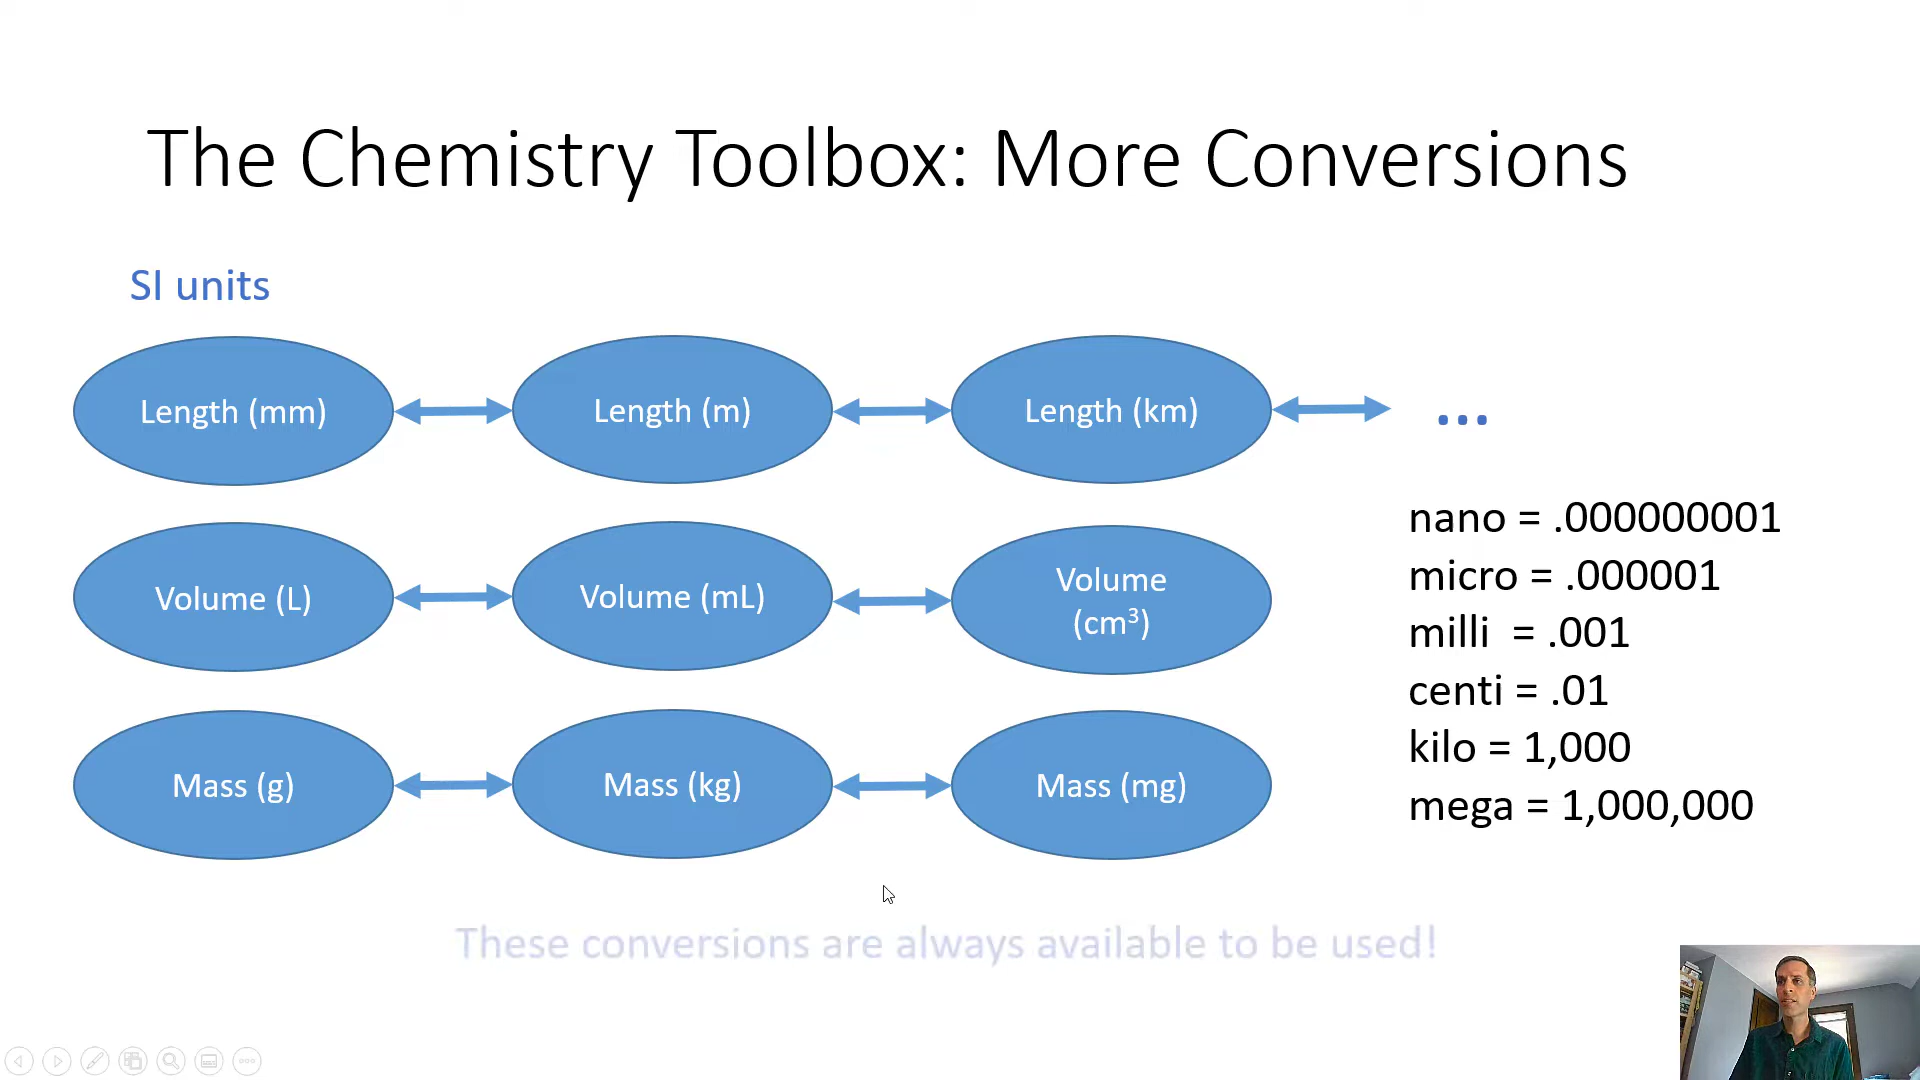 The Chemistry Toolbox: More Conversions
SI units
Length (mm)
Length (m)
Length (km)
...
Volume (L)
Volume (mL)
Volume
(cm³)
Mass (g)
Mass (kg)
Mass (mg)
nano = .000000001
micro = .000001
milli  = .001
centi = .01
kilo = 1,000
mega = 1,000,000
These conversions are always available to be used!